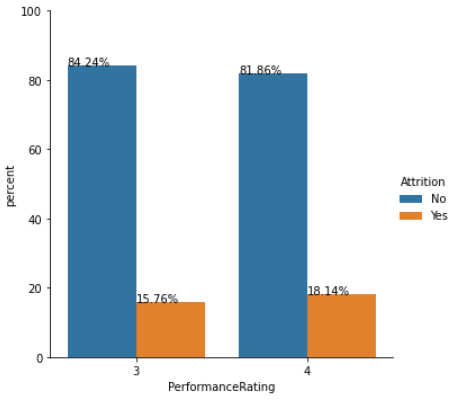 100
80
60
40
20
0
percent
84.24%
15.76%
81.86%
18.14%
3
4
PerformanceRating
Attrition
No
Yes